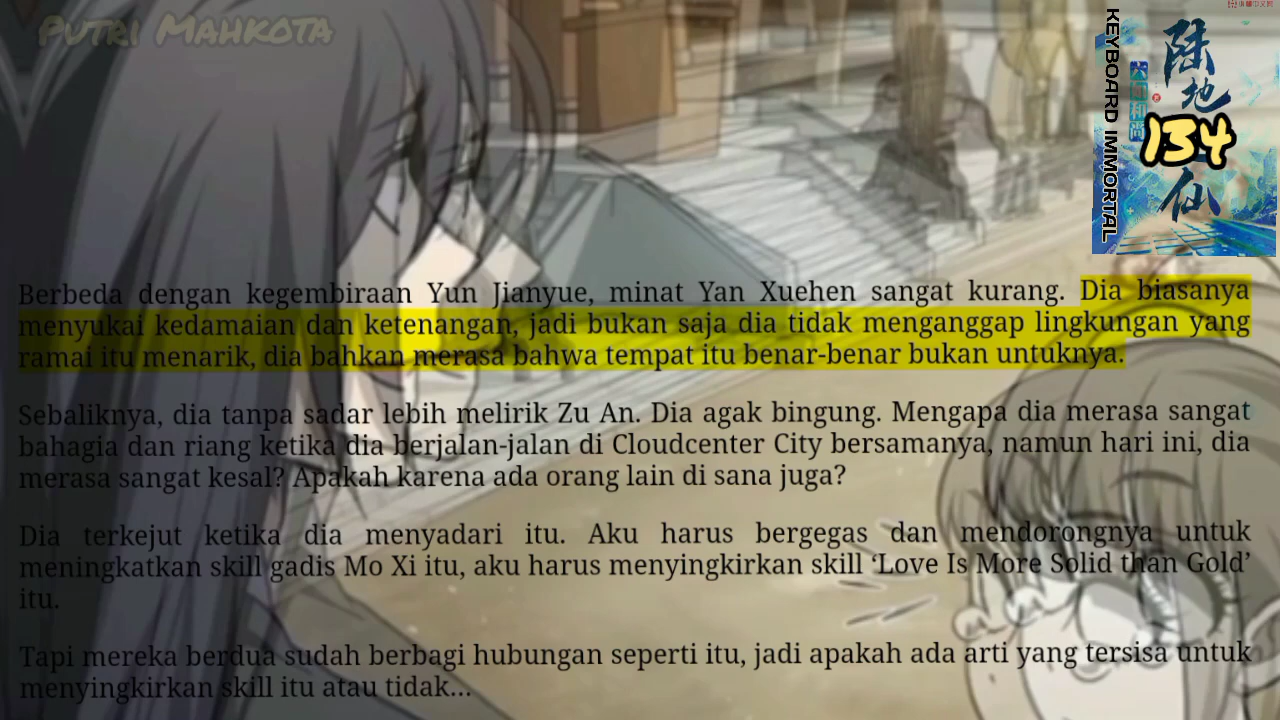 PUTRI MAHKOTA
KEYBOARD IMMORTAL
陆地
134
仙
Berbeda dengan kegembiraan Yun Jianyue, minat Yan Xuehen sangat kurang. Dia biasanya
menyukai kedamaian dan ketenangan, jadi bukan saja dia tidak menganggap lingkungan yang
ramai itu menarik, dia bahkan merasa bahwa tempat itu benar-benar bukan untuknya.
Sebaliknya, dia tanpa sadar lebih melirik Zu An. Dia agak bingung. Mengapa dia merasa sangat
bahagia dan riang ketika dia berjalan-jalan di Cloudcenter City bersamanya, namun hari ini, dia
merasa sangat kesal? Apakah karena ada orang lain di sana juga?
Dia terkejut ketika dia menyadari itu. Aku harus bergegas dan mendorongnya untuk
meningkatkan skill gadis Mo Xi itu, aku harus menyingkirkan skill ‘Love Is More Solid than Gold’
itu.
Tapi mereka berdua sudah berbagi hubungan seperti itu, jadi apakah ada arti yang tersisa untuk
menyingkirkan skill itu atau tidak...